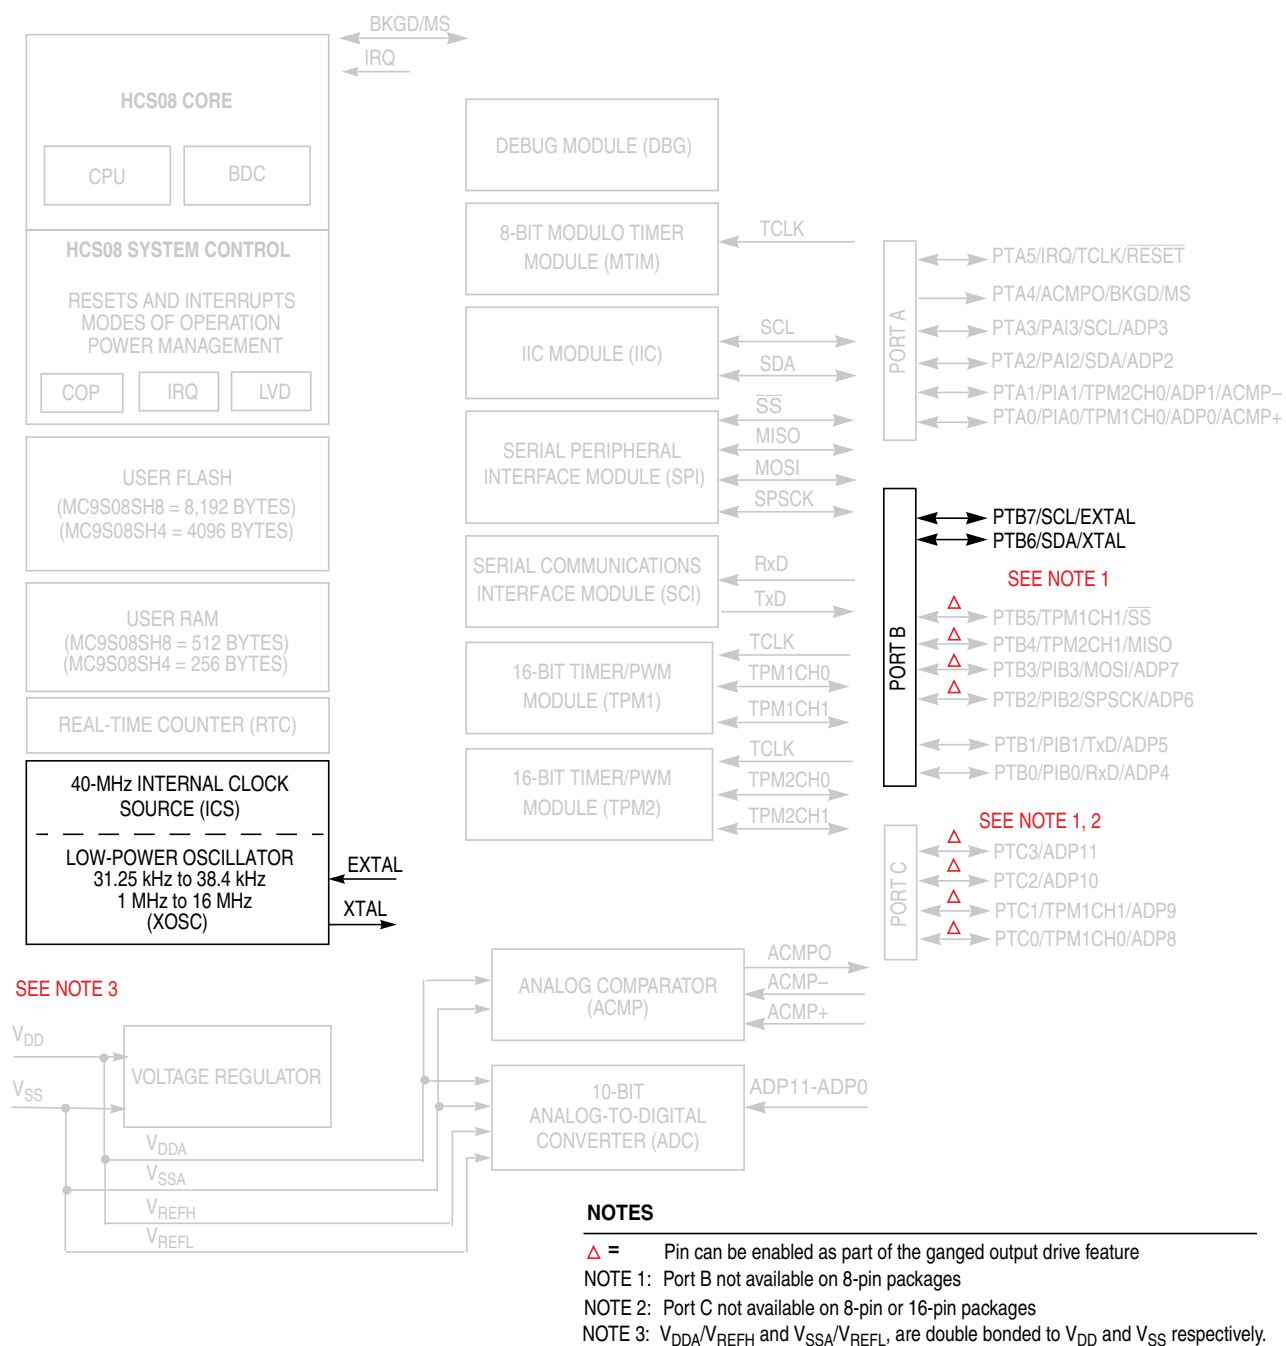 BKGD/MS
IRQ
HCS08 CORE
CPU
BDC
HCS08 SYSTEM CONTROL
RESETS AND INTERRUPTS
MODES OF OPERATION
POWER MANAGEMENT
COP
IRQ
LVD
USER FLASH
(MC9S08SH8 = 8,192 BYTES)
(MC9S08SH4 = 4096 BYTES)
USER RAM
(MC9S08SH8 = 512 BYTES)
(MC9S08SH4 = 256 BYTES)
REAL-TIME COUNTER (RTC)
40-MHz INTERNAL CLOCK
SOURCE (ICS)
LOW-POWER OSCILLATOR
31.25 kHz to 38.4 kHz
1 MHz to 16 MHz
(XOSC)
EXTAL
XTAL
SEE NOTE 3
VDD
VSS
VOLTAGE REGULATOR
VDDA
VSSA
VREFH
VREFL
DEBUG MODULE (DBG)
8-BIT MODULO TIMER
MODULE (MTIM)
TCLK
IIC MODULE (IIC)
SCL
SDA
SERIAL PERIPHERAL
INTERFACE MODULE (SPI)
SS
MISO
MOSI
SPSCK
SERIAL COMMUNICATIONS
INTERFACE MODULE (SCI)
RxD
TxD
16-BIT TIMER/PWM
MODULE (TPM1)
TCLK
TPM1CH0
TPM1CH1
16-BIT TIMER/PWM
MODULE (TPM2)
TCLK
TPM2CH0
TPM2CH1
ANALOG COMPARATOR
(ACMP)
ACMPO
ACMP–
ACMP+
10-BIT
ANALOG-TO-DIGITAL
CONVERTER (ADC)
ADP11-ADP0
PORT A
PTA5/IRQ/TCLK/RESET
PTA4/ACMPO/BKGD/MS
PTA3/PAI3/SCL/ADP3
PTA2/PAI2/SDA/ADP2
PTA1/PIA1/TPM2CH0/ADP1/ACMP–
PTA0/PIA0/TPM1CH0/ADP0/ACMP+
PORT B
PTB7/SCL/EXTAL
PTB6/SDA/XTAL
SEE NOTE 1
PTB5/TPM1CH1/SS
PTB4/TPM2CH1/MISO
PTB3/PIB3/MOSI/ADP7
PTB2/PIB2/SPSCK/ADP6
PTB1/PIB1/TxD/ADP5
PTB0/PIB0/RxD/ADP4
SEE NOTE 1, 2
PORT C
PTC3/ADP11
PTC2/ADP10
PTC1/TPM1CH1/ADP9
PTC0/TPM1CH0/ADP8
NOTES
Δ = Pin can be enabled as part of the ganged output drive feature
NOTE 1: Port B not available on 8-pin packages
NOTE 2: Port C not available on 8-pin or 16-pin packages
NOTE 3: VDDA/VREFH and VSSA/VREFL, are double bonded to VDD and VSS respectively.